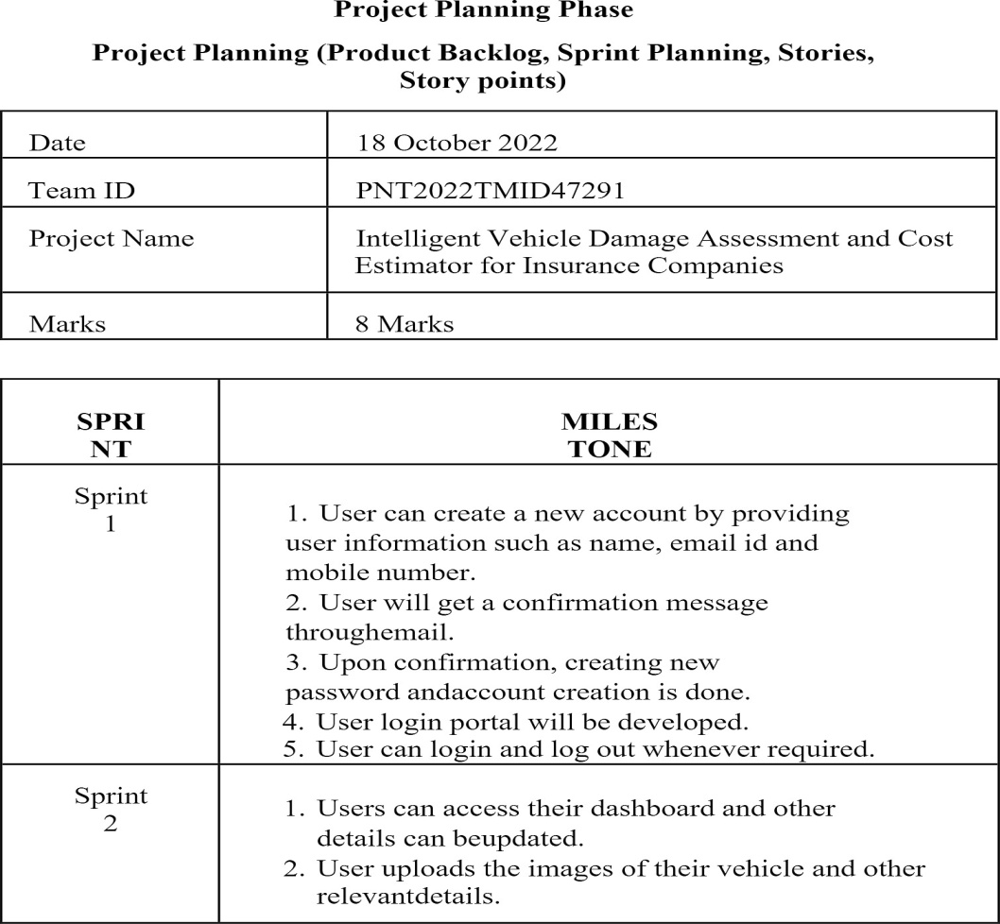 Project Planning Phase
Project Planning (Product Backlog, Sprint Planning, Stories,
Story points)
Date
18 October 2022
Team ID
PNT2022TMID47291
Project Name
Intelligent Vehicle Damage Assessment and Cost
Estimator for Insurance Companies
Marks
8 Marks
SPRI
NT
MILES
TONE
Sprint
1
1. User can create a new account by providing
user information such as name, email id and
mobile number.
2. User will get a confirmation message
throughemail.
3. Upon confirmation, creating new
password andaccount creation is done.
4. User login portal will be developed.
5. User can login and log out whenever required.
Sprint
2
1. Users can access their dashboard and other
details can beupdated.
2. User uploads the images of their vehicle and other
relevantdetails.